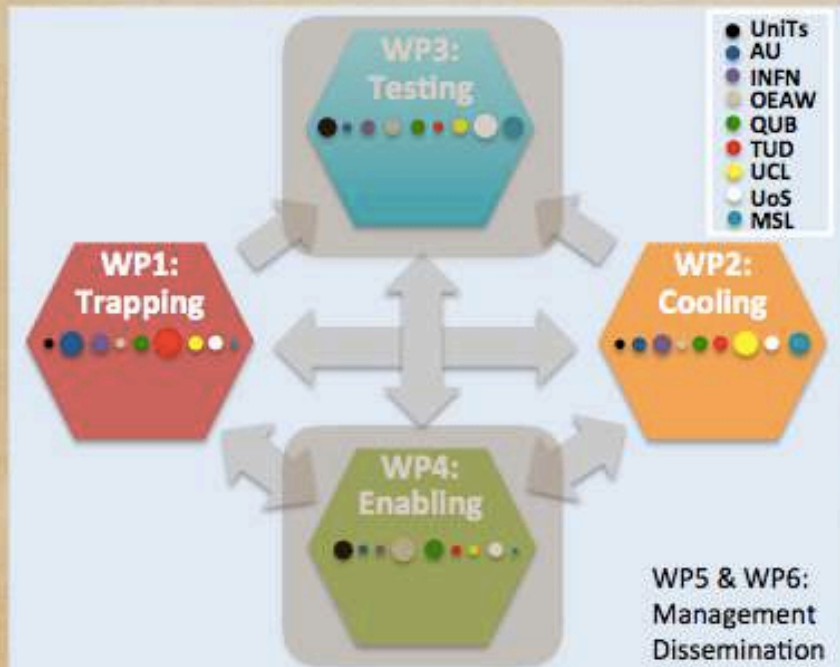 WP3:
Testing
UniTs
AU
INFN
OEAW
QUB
TUD
UCL
UoS
MSL
WP1:
Trapping
WP2:
Cooling
WP4:
Enabling
WP5 & WP6:
Management
Dissemination